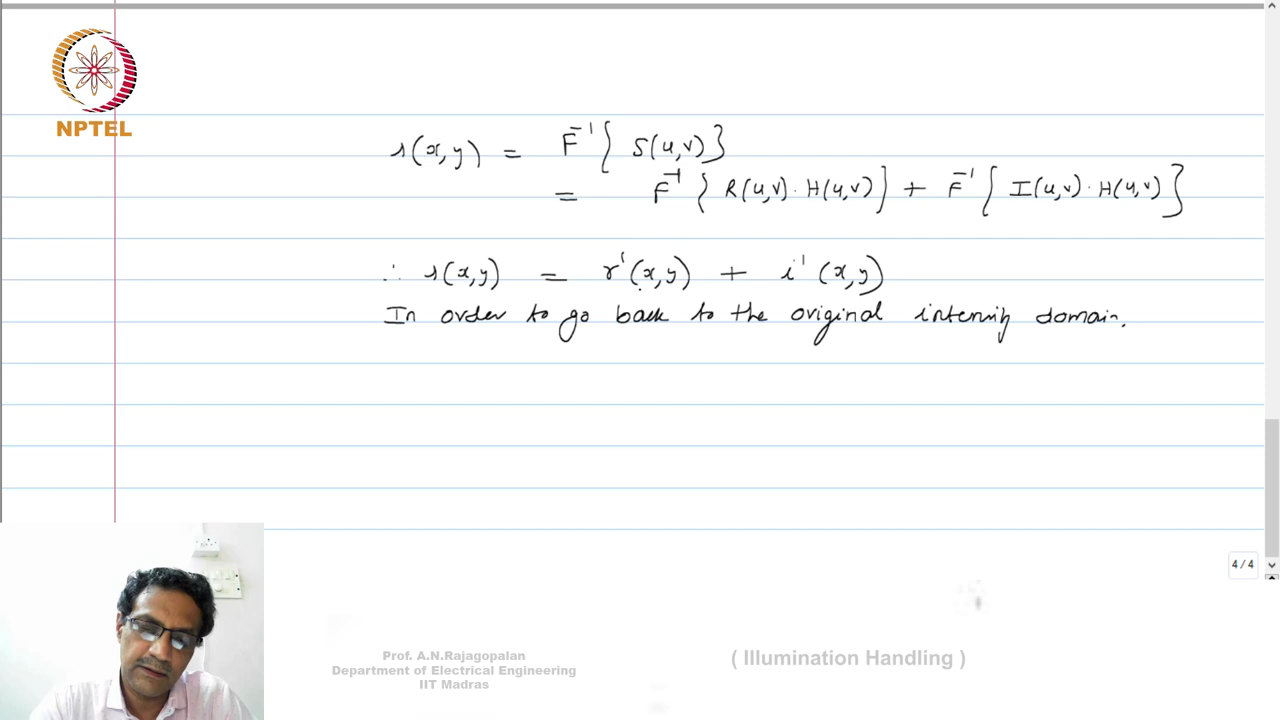 NPTEL
s(x,y) = F⁻¹{ S(u,v) }
= F⁻¹{ R(u,v) · H(u,v) } + F⁻¹{ I(u,v) · H(u,v) }
∴ s(x,y) = r'(x,y) + i'(x,y)
In order to go back to the original intensity domain.
4 / 4
Prof. A.N.Rajagopalan
Department of Electrical Engineering
IIT Madras
( Illumination Handling )